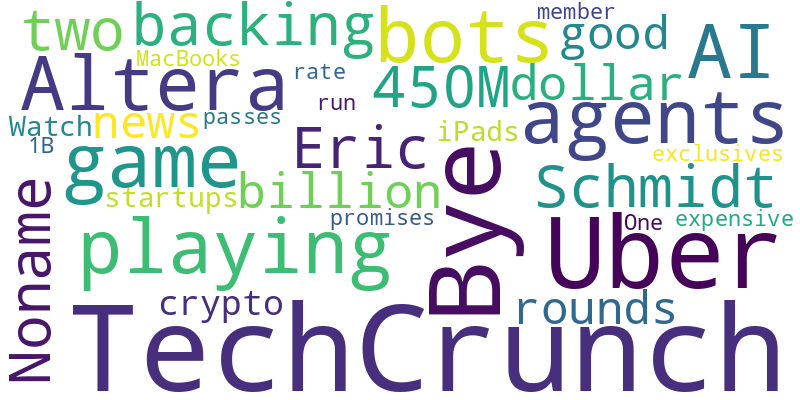 two
backing
bots
member
good
AI
MacBooks
Altera
rate
450M
dollar
agents
run
Watch
news
passes
1B
game
Eric
iPads
exclusives
startups
billion
Schmidt
Noname
playing
promises
Bye
Uber
One
expensive
crypto
rounds
TechCrunch